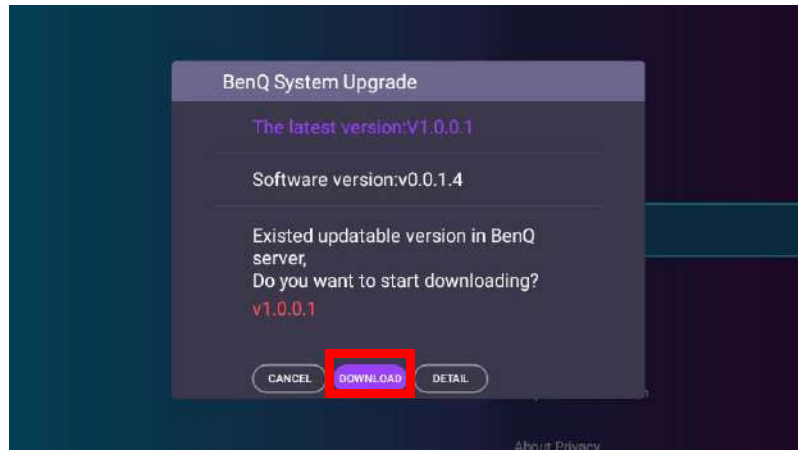 BenQ System Upgrade
The latest version:V1.0.0.1
Software version:v0.0.1.4
Existed updatable version in BenQ
server,
Do you want to start downloading?
v1.0.0.1
CANCEL DOWNLOAD DETAIL
About Privacy